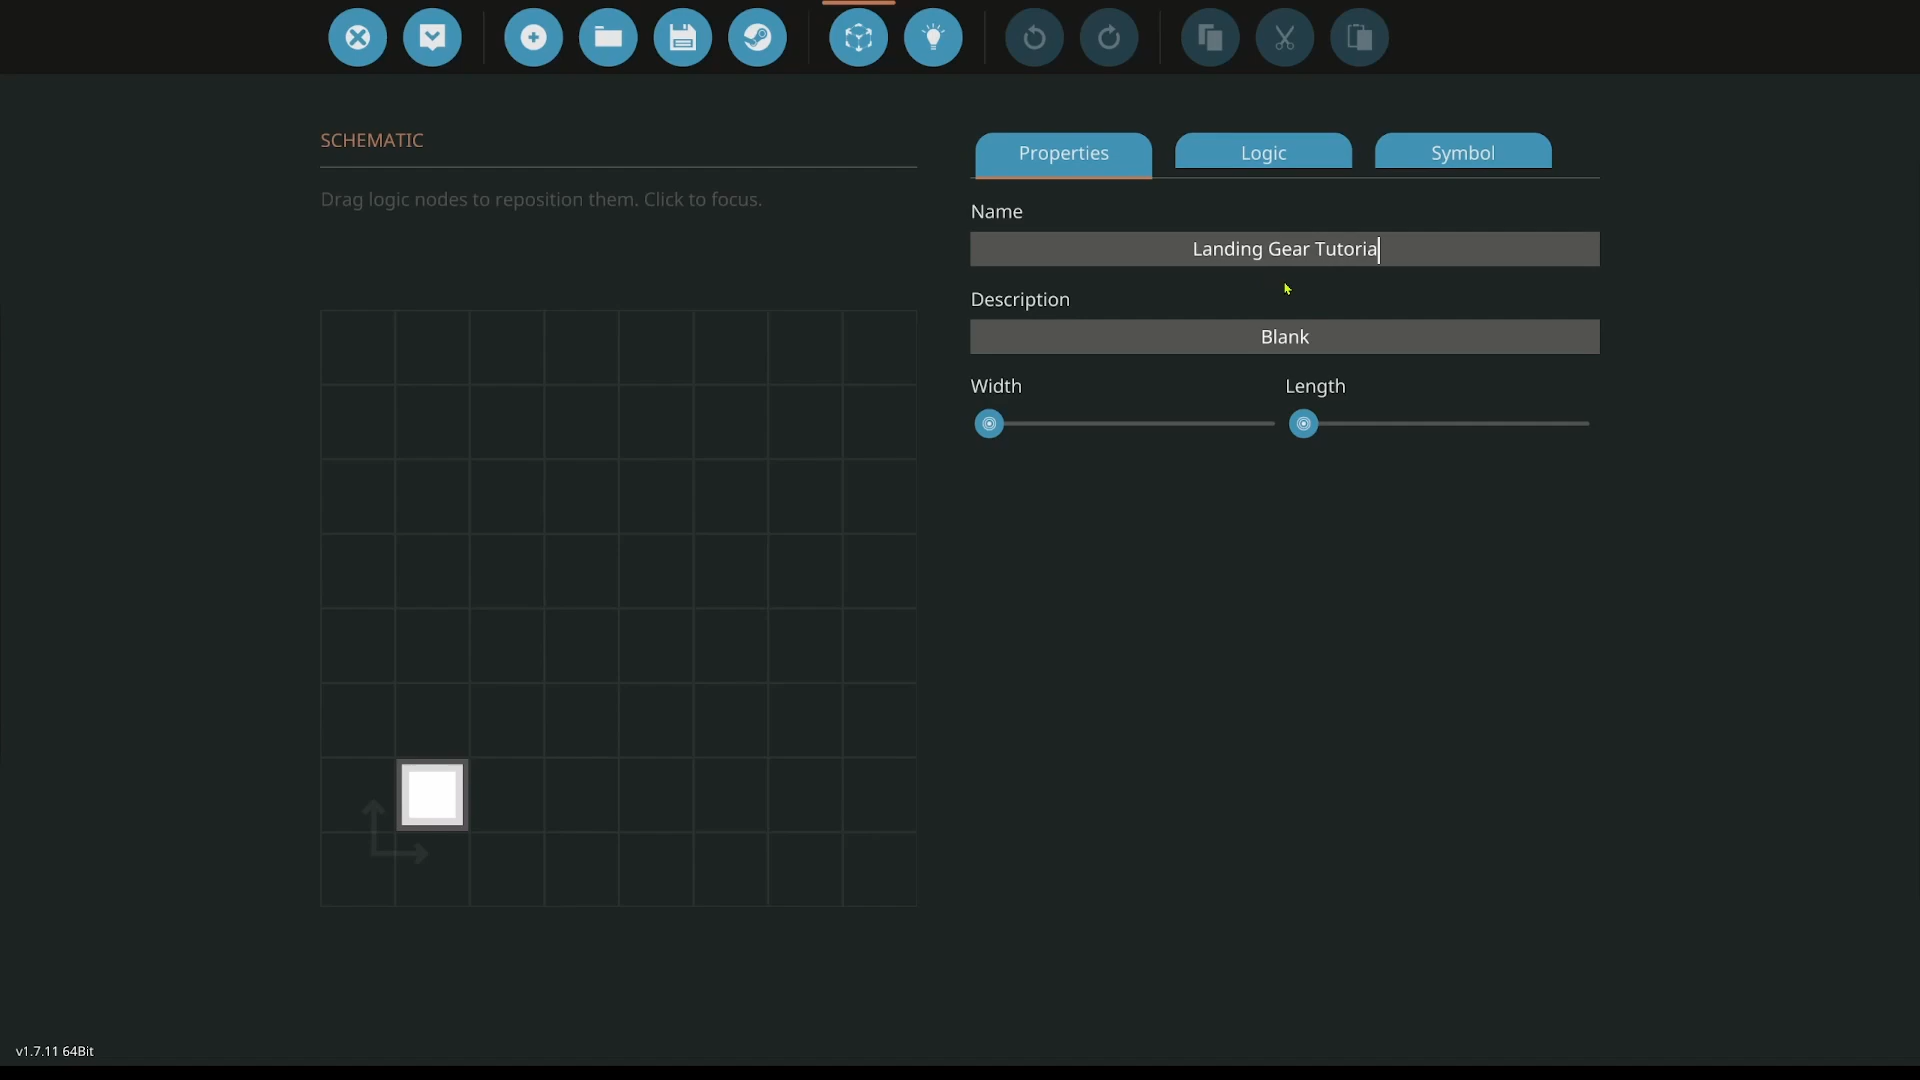 SCHEMATIC
Drag logic nodes to reposition them. Click to focus.
Properties
Logic
Symbol
Name
Landing Gear Tutoria
Description
Blank
Width
Length
v1.7.11 64Bit